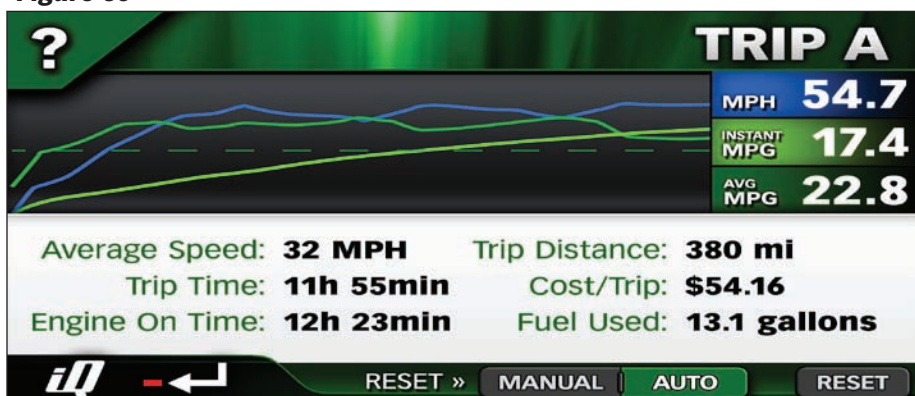 ? TRIP A
MPH 54.7
INSTANT MPG 17.4
AVG MPG 22.8
Average Speed: 32 MPH Trip Distance: 380 mi
Trip Time: 11h 55min Cost/Trip: $54.16
Engine On Time: 12h 23min Fuel Used: 13.1 gallons
iQ RESET » MANUAL AUTO RESET